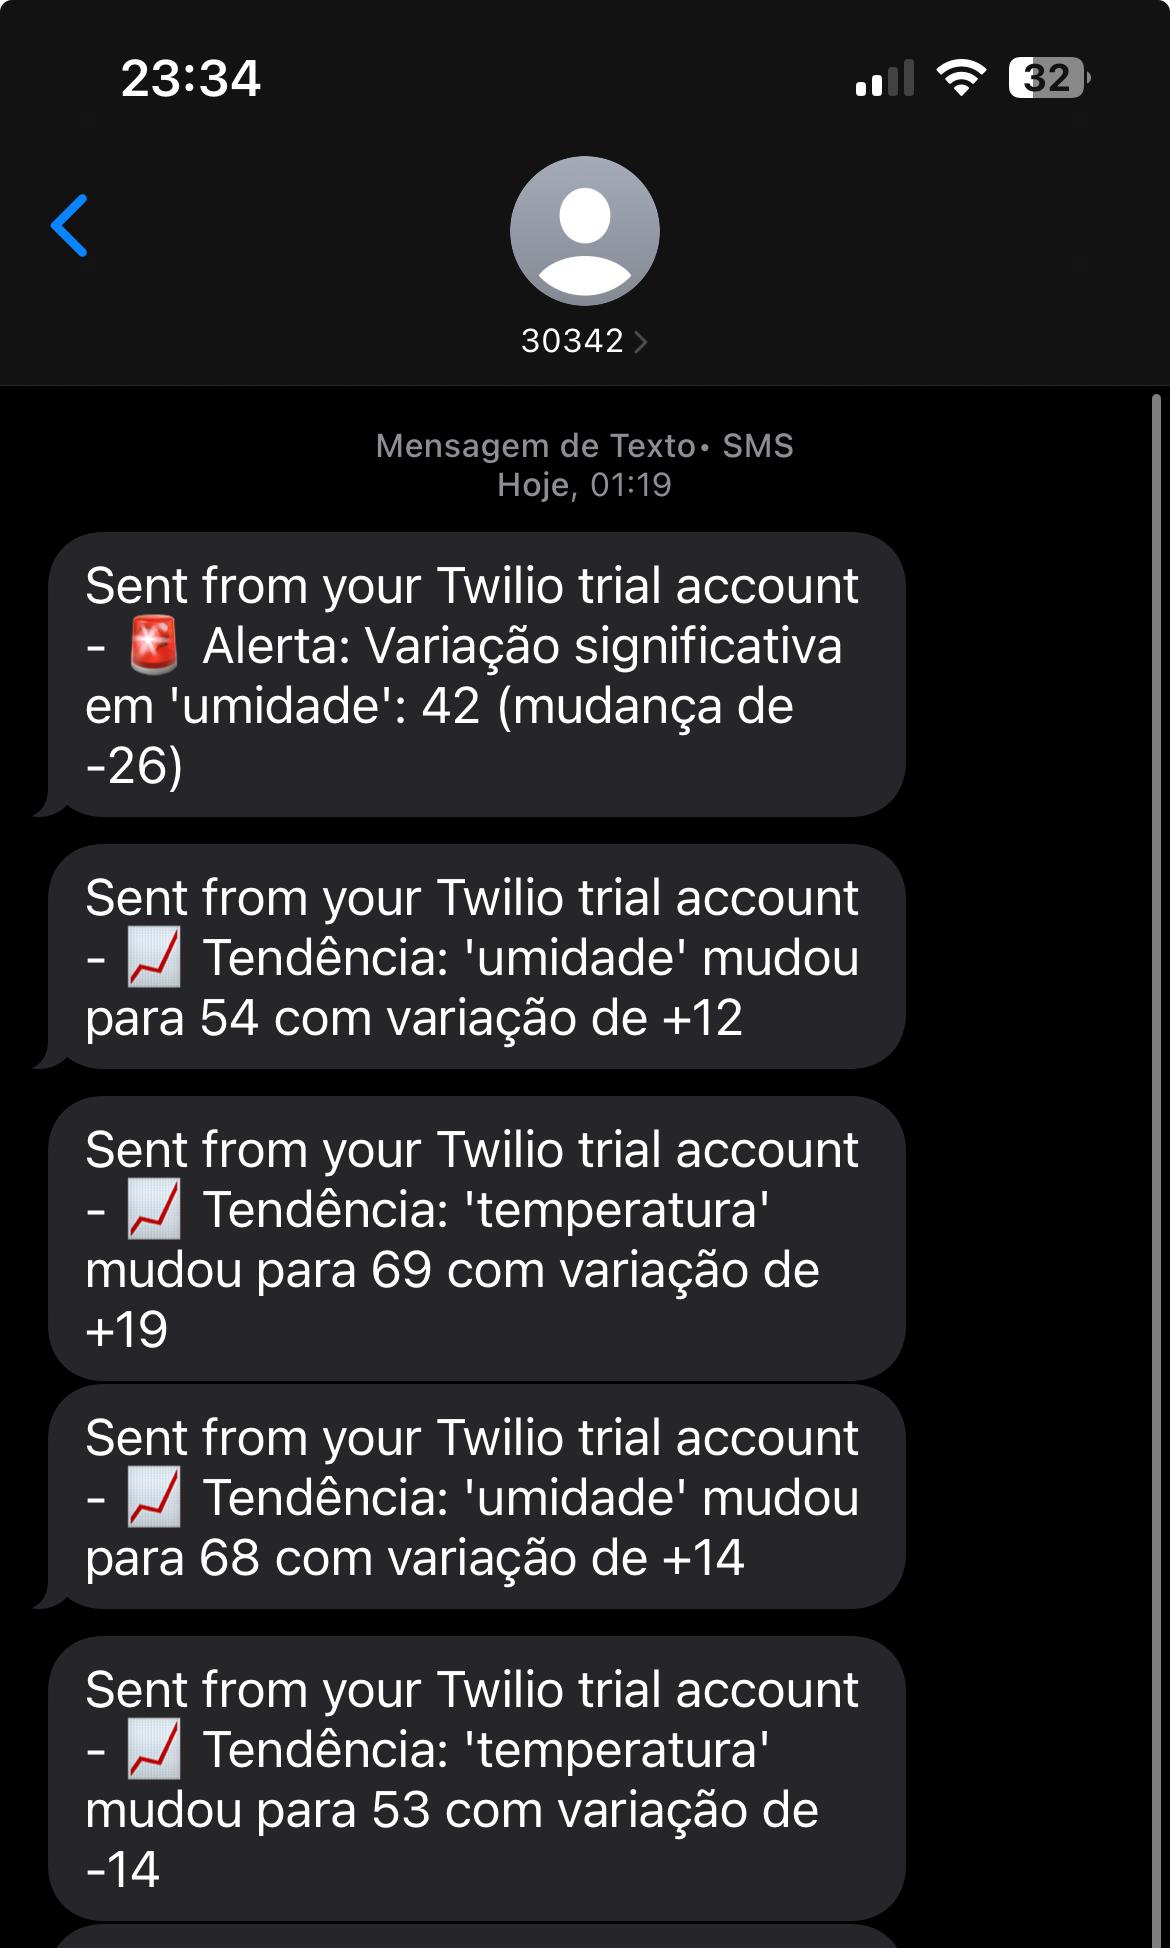 23:34
32
30342
Mensagem de Texto• SMS
Hoje, 01:19
Sent from your Twilio trial account
- 🚨 Alerta: Variação significativa
em 'umidade': 42 (mudança de
-26)
Sent from your Twilio trial account
- 📈 Tendência: 'umidade' mudou
para 54 com variação de +12
Sent from your Twilio trial account
- 📈 Tendência: 'temperatura'
mudou para 69 com variação de
+19
Sent from your Twilio trial account
- 📈 Tendência: 'umidade' mudou
para 68 com variação de +14
Sent from your Twilio trial account
- 📈 Tendência: 'temperatura'
mudou para 53 com variação de
-14